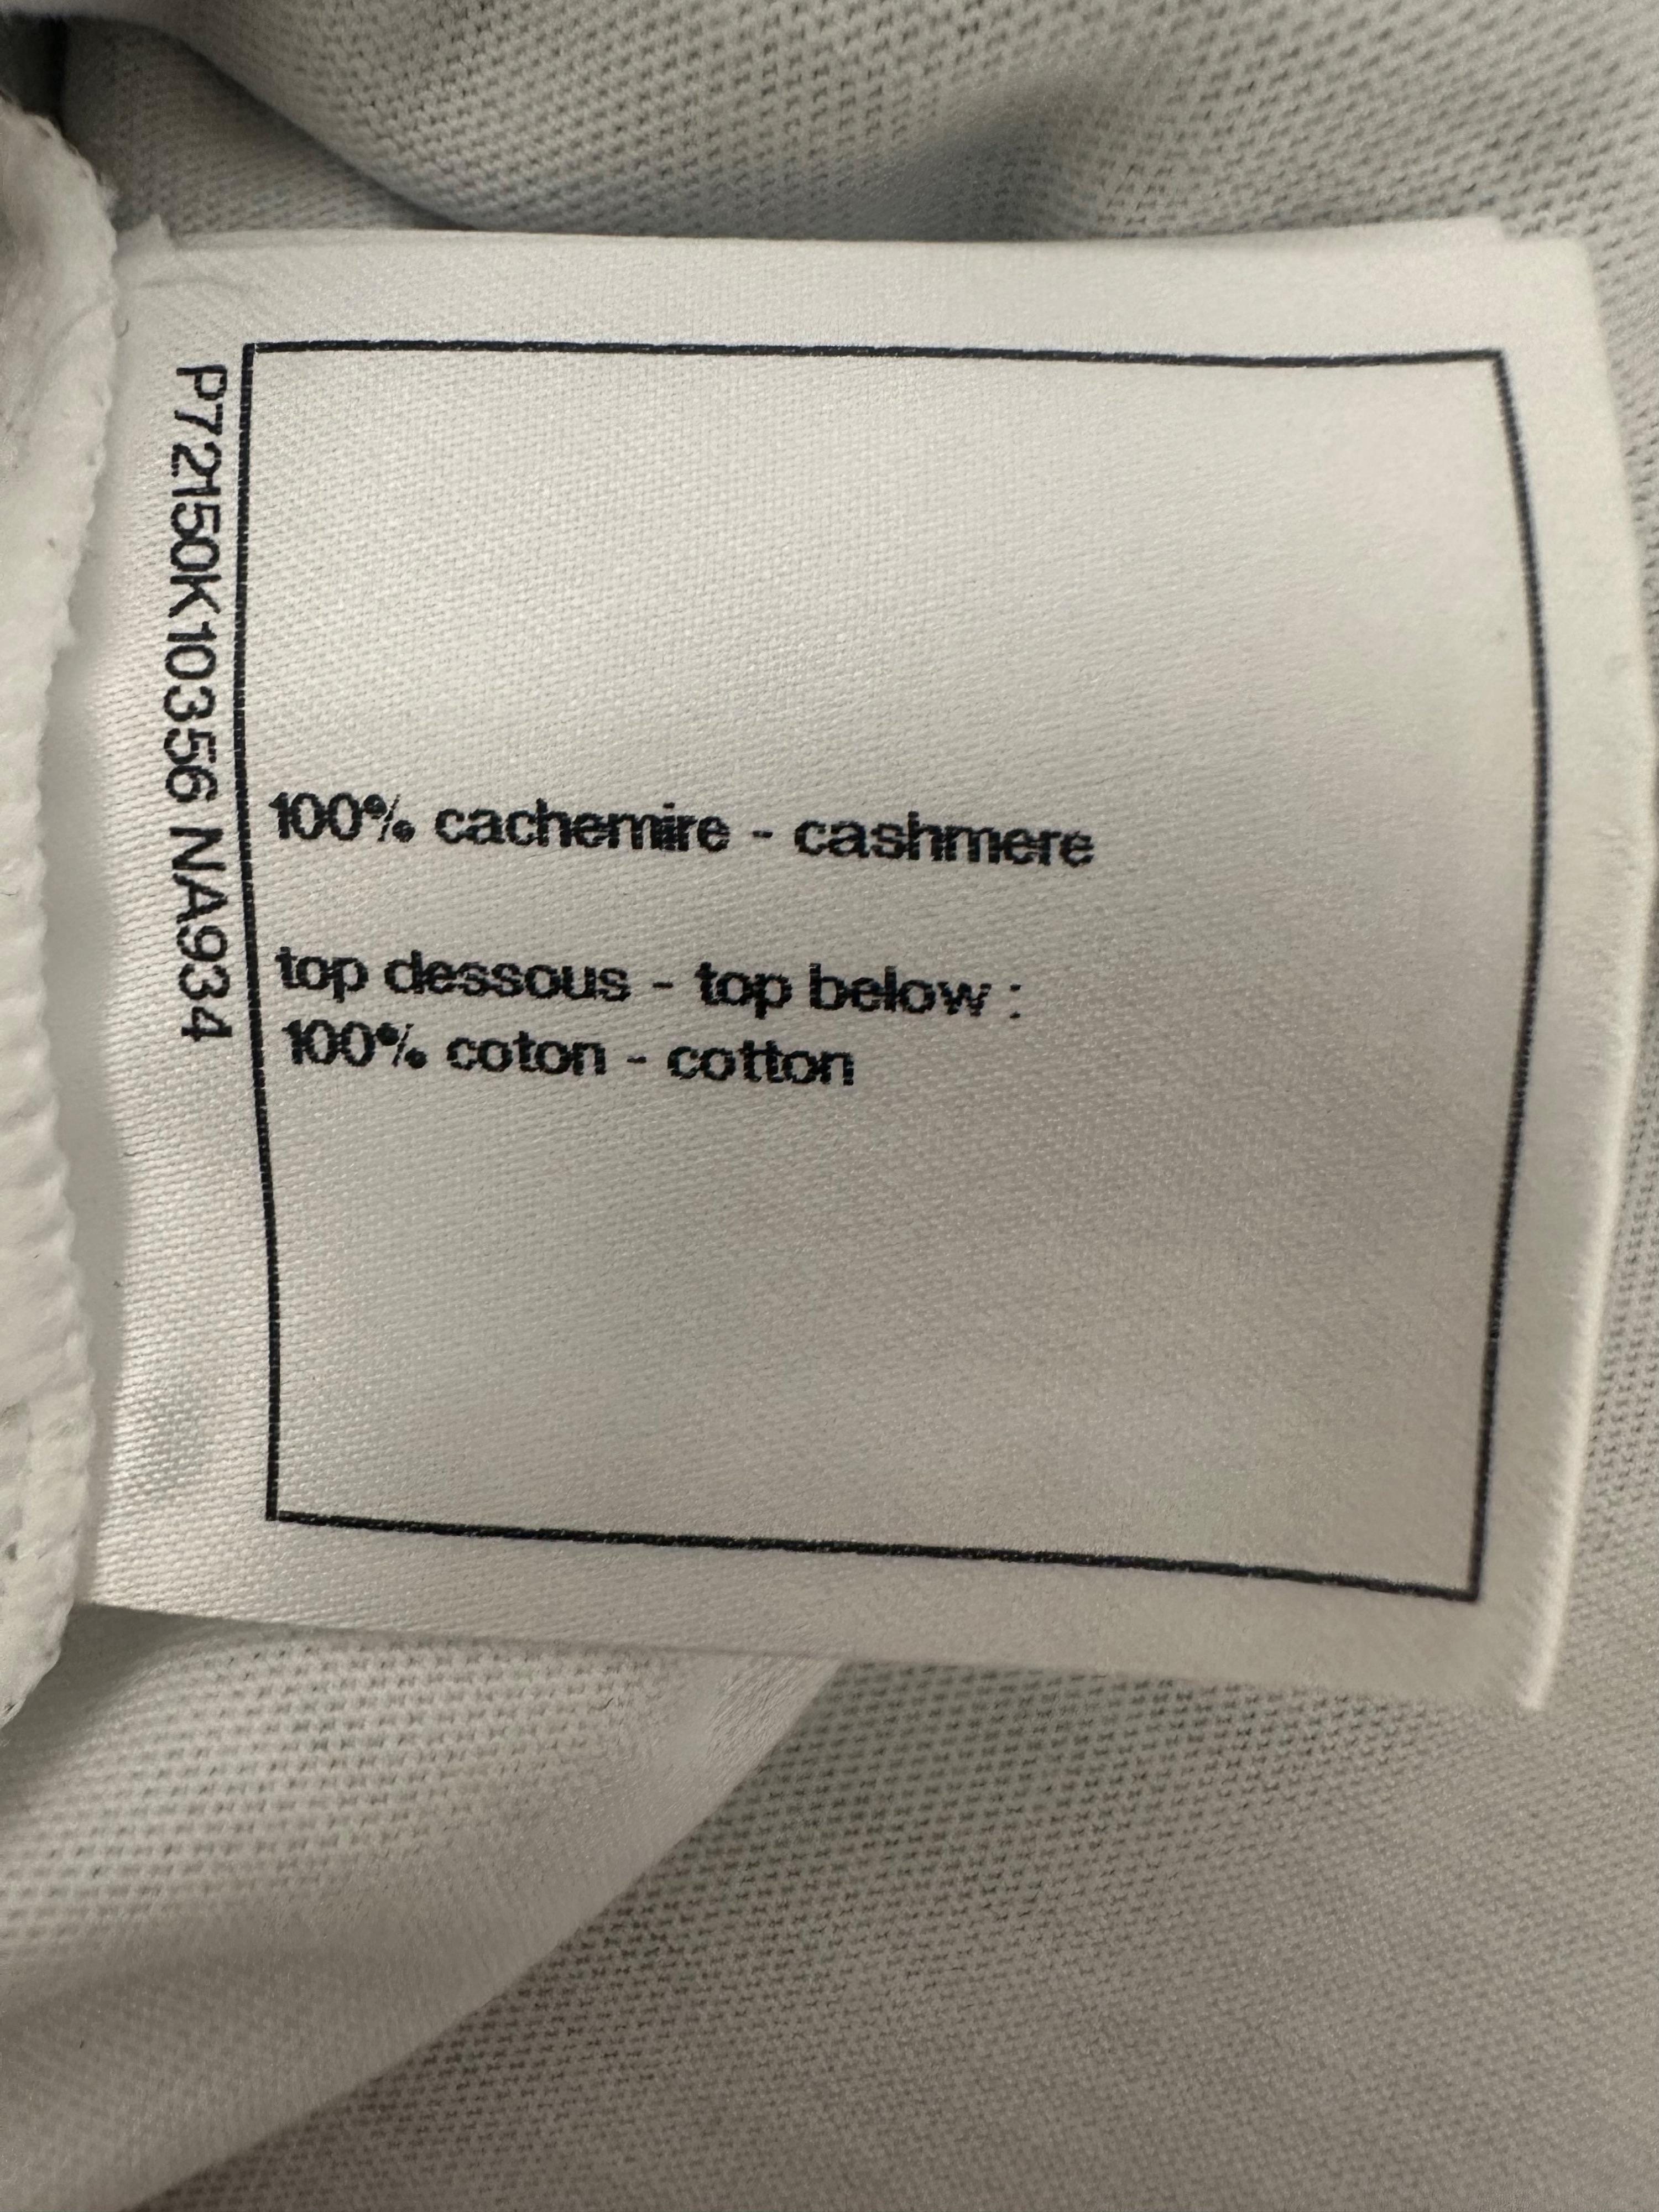 P72150K10356 NA934
100% cachemire - cashmere
top dessous - top below :
100% coton - cotton